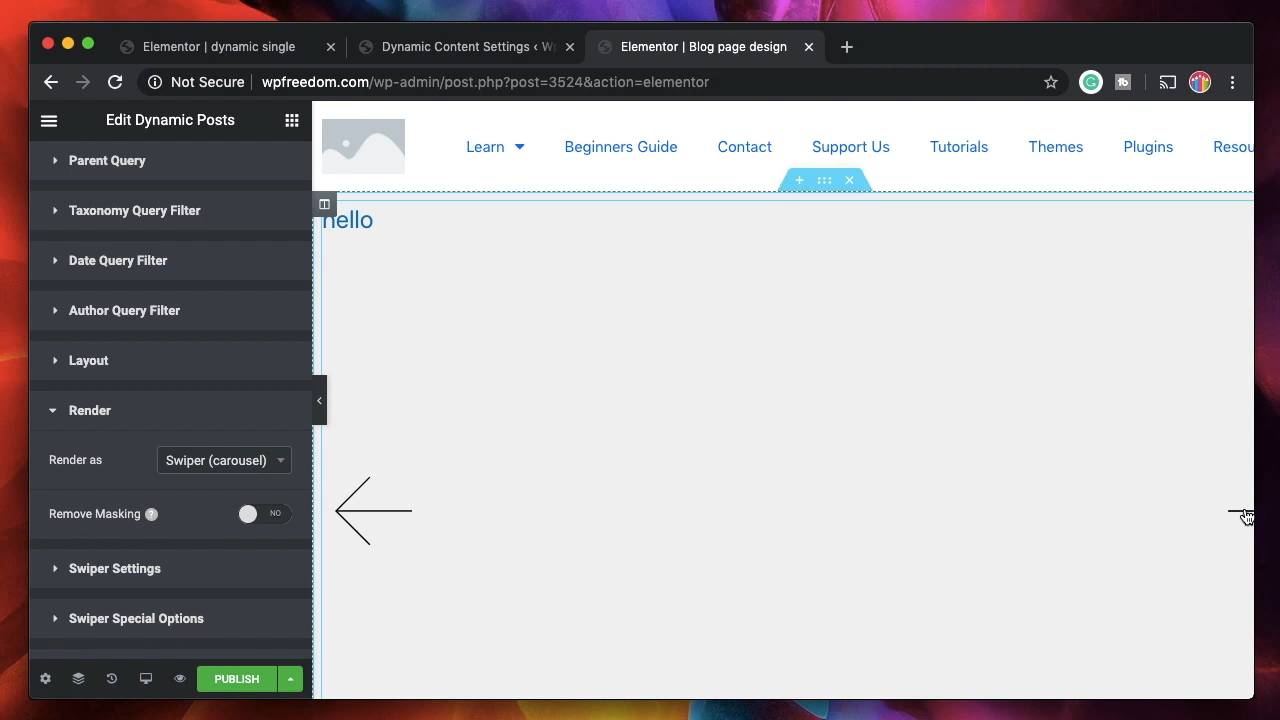 Elementor | dynamic single
Dynamic Content Settings ‹ W
Elementor | Blog page design
Not Secure
wpfreedom.com/wp-admin/post.php?post=3524&action=elementor
Edit Dynamic Posts
Learn
Beginners Guide
Contact
Support Us
Tutorials
Themes
Plugins
Resou
hello
Parent Query
Taxonomy Query Filter
Date Query Filter
Author Query Filter
Layout
Render
Render as
Swiper (carousel)
Remove Masking ?
NO
Swiper Settings
Swiper Special Options
PUBLISH